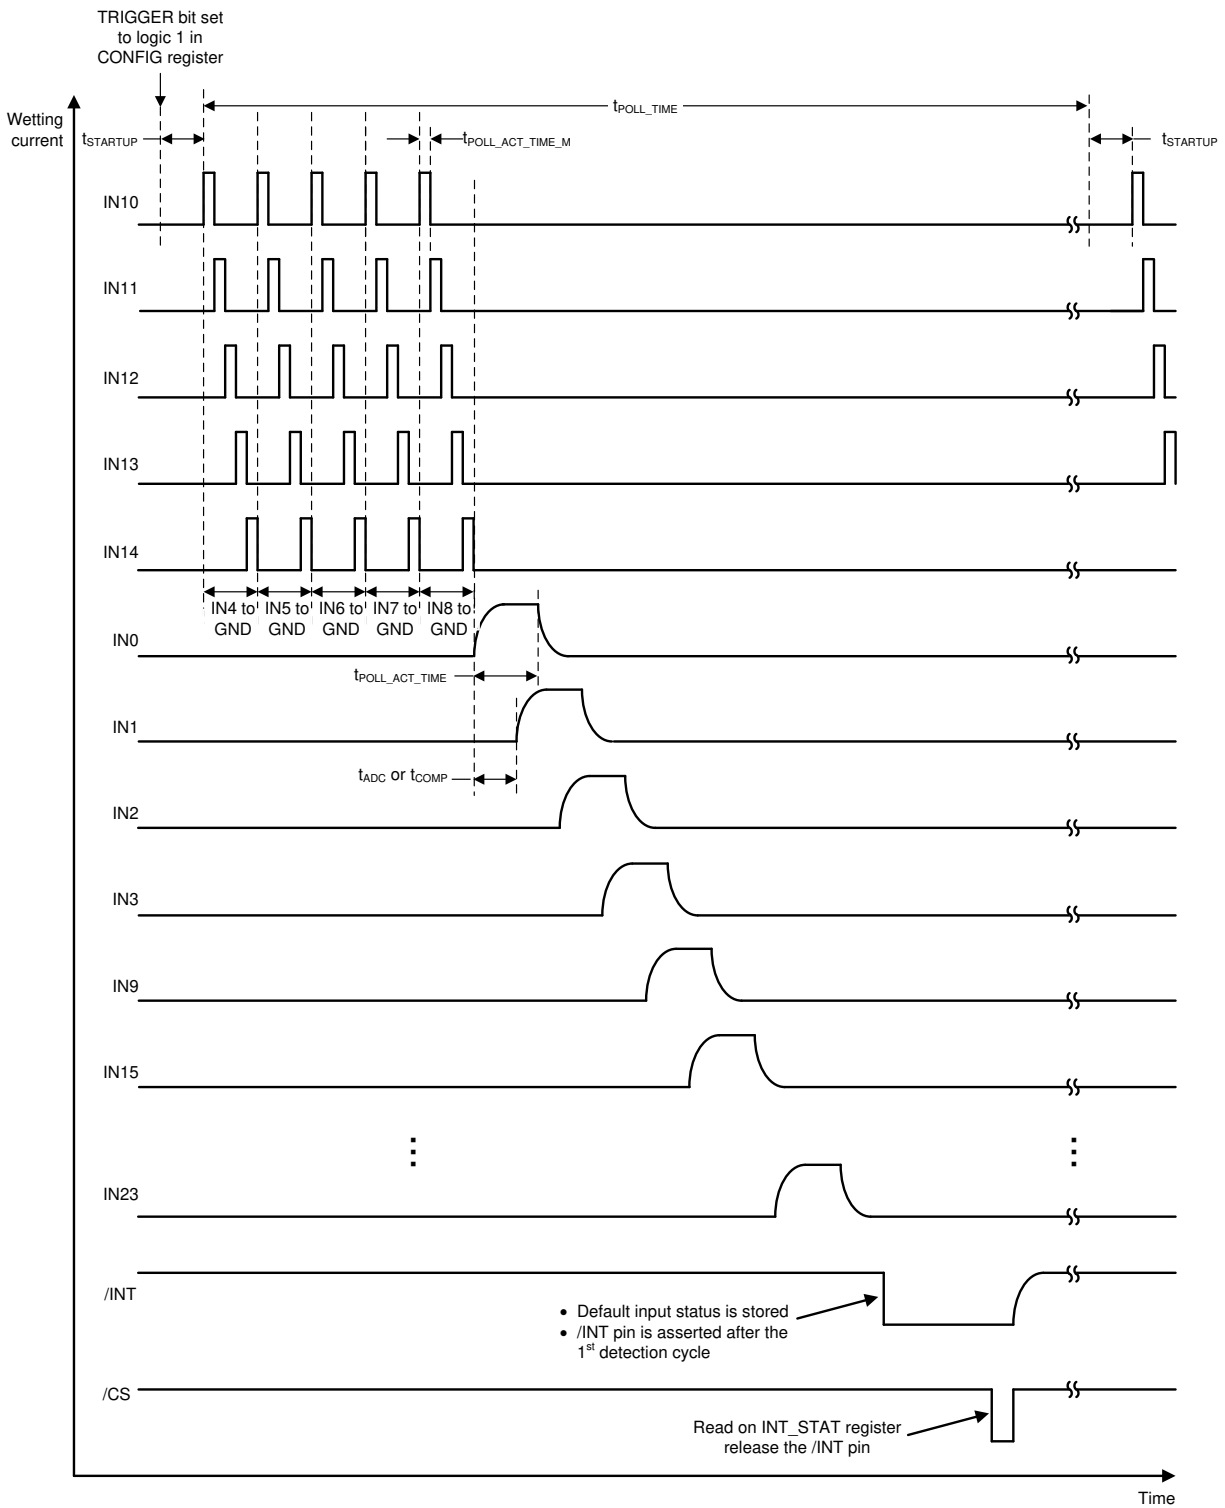 TRIGGER bit set
to logic 1 in
CONFIG register
Wetting
current
tSTARTUP
tPOLL_TIME
tPOLL_ACT_TIME_M
tSTARTUP
IN10
IN11
IN12
IN13
IN14
IN4 to
GND
IN5 to
GND
IN6 to
GND
IN7 to
GND
IN8 to
GND
IN0
tPOLL_ACT_TIME
IN1
tADC or tCOMP
IN2
IN3
IN9
IN15
IN23
/INT
• Default input status is stored
• /INT pin is asserted after the
1st detection cycle
/CS
Read on INT_STAT register
release the /INT pin
Time